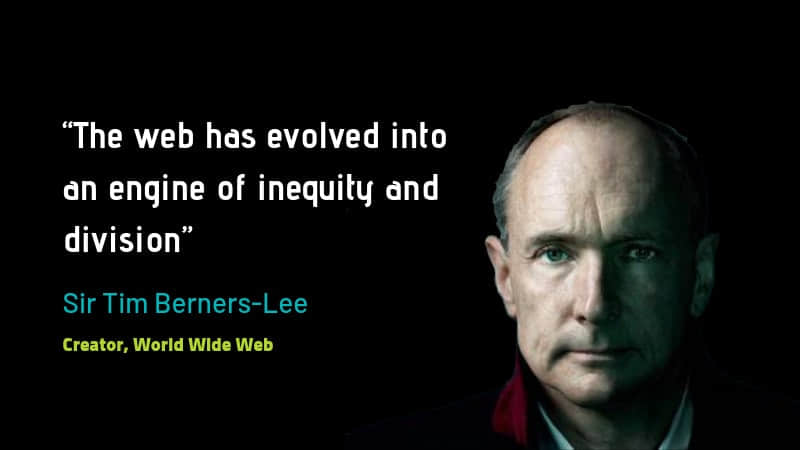 “The web has evolved into
an engine of inequity and
division”
Sir Tim Berners-Lee
Creator, World Wide Web